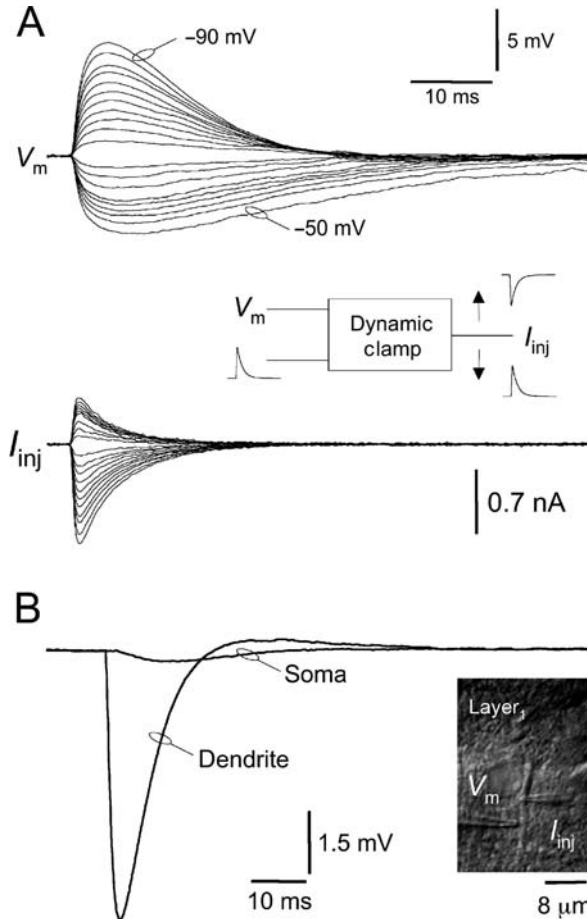 A
–90 mV
5 mV
10 ms
Vm
–50 mV
Vm
Dynamic
clamp
Iinj
Iinj
0.7 nA
B
Soma
Layer1
Dendrite
Vm
1.5 mV
Iinj
10 ms
8 µm